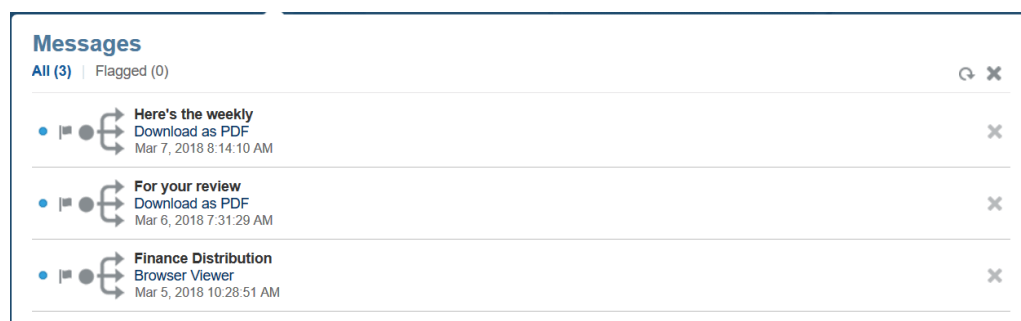 Messages
All (3) | Flagged (0)
Here's the weekly
Download as PDF
Mar 7, 2018 8:14:10 AM
For your review
Download as PDF
Mar 6, 2018 7:31:29 AM
Finance Distribution
Browser Viewer
Mar 5, 2018 10:28:51 AM